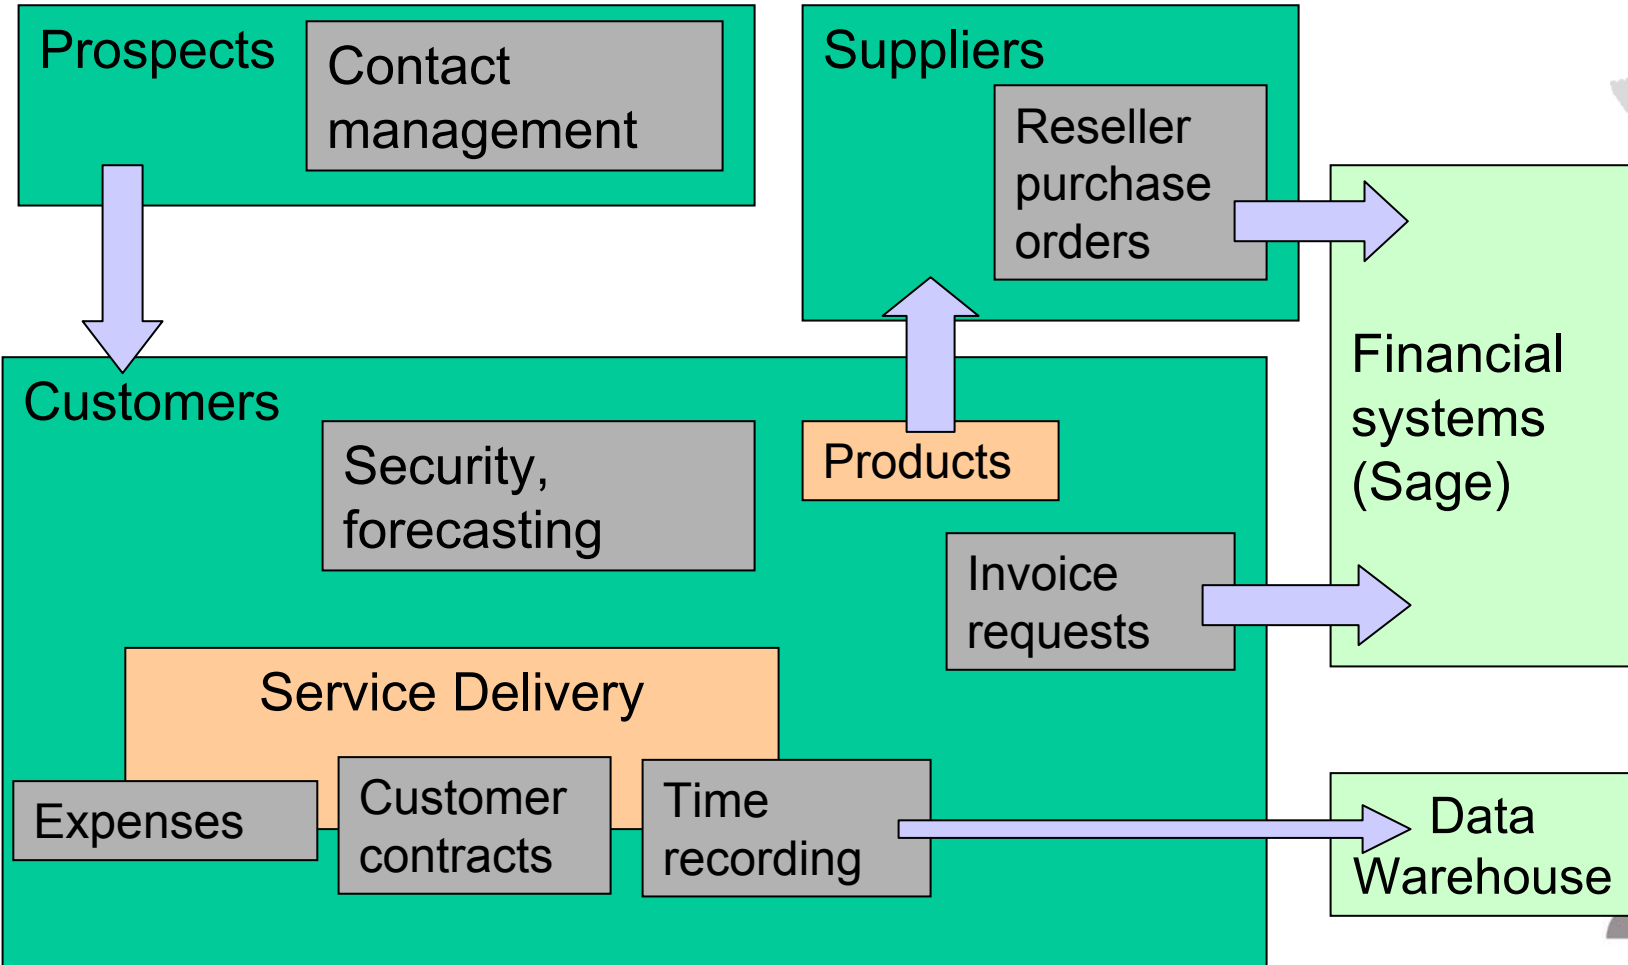 Prospects
Contact
management
Suppliers
Reseller
purchase
orders
Financial
systems
(Sage)
Customers
Security,
forecasting
Products
Invoice
requests
Service Delivery
Expenses
Customer
contracts
Time
recording
Data
Warehouse